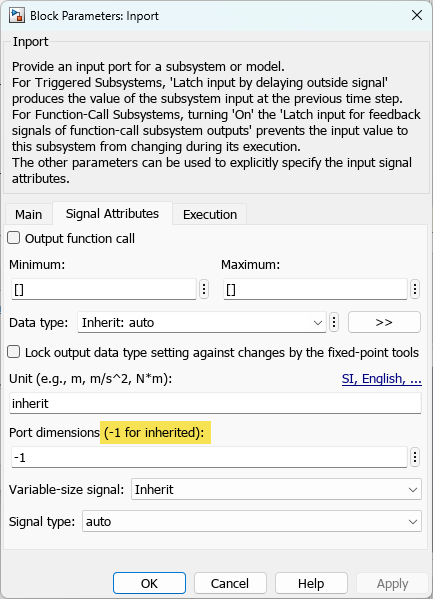 Block Parameters: Inport
Inport
Provide an input port for a subsystem or model.
For Triggered Subsystems, 'Latch input by delaying outside signal'
produces the value of the subsystem input at the previous time step.
For Function-Call Subsystems, turning 'On' the 'Latch input for feedback
signals of function-call subsystem outputs' prevents the input value to
this subsystem from changing during its execution.
The other parameters can be used to explicitly specify the input signal
attributes.
Main Signal Attributes Execution
Output function call
Minimum: Maximum:
[] []
Data type: Inherit: auto >>
Lock output data type setting against changes by the fixed-point tools
Unit (e.g., m, m/s^2, N*m): SI, English, ...
inherit
Port dimensions (-1 for inherited):
-1
Variable-size signal: Inherit
Signal type: auto
OK Cancel Help Apply